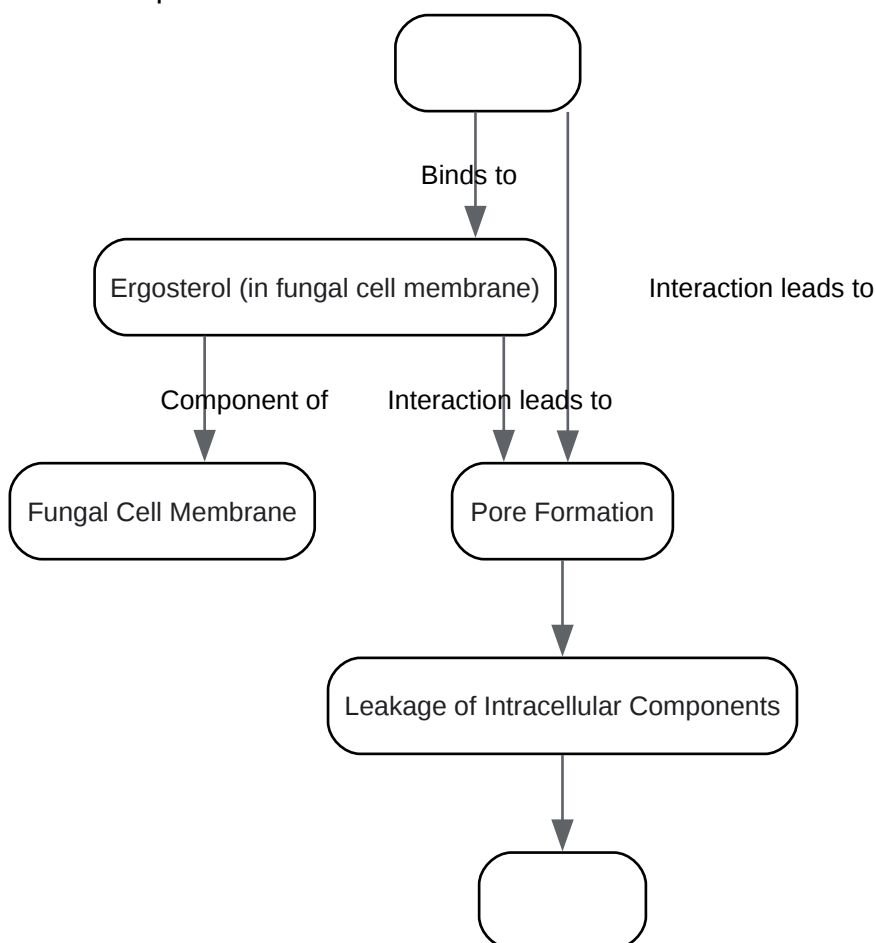 Binds to
Ergosterol (in fungal cell membrane)
Interaction leads to
Component of
Interaction leads to
Fungal Cell Membrane
Pore Formation
Leakage of Intracellular Components